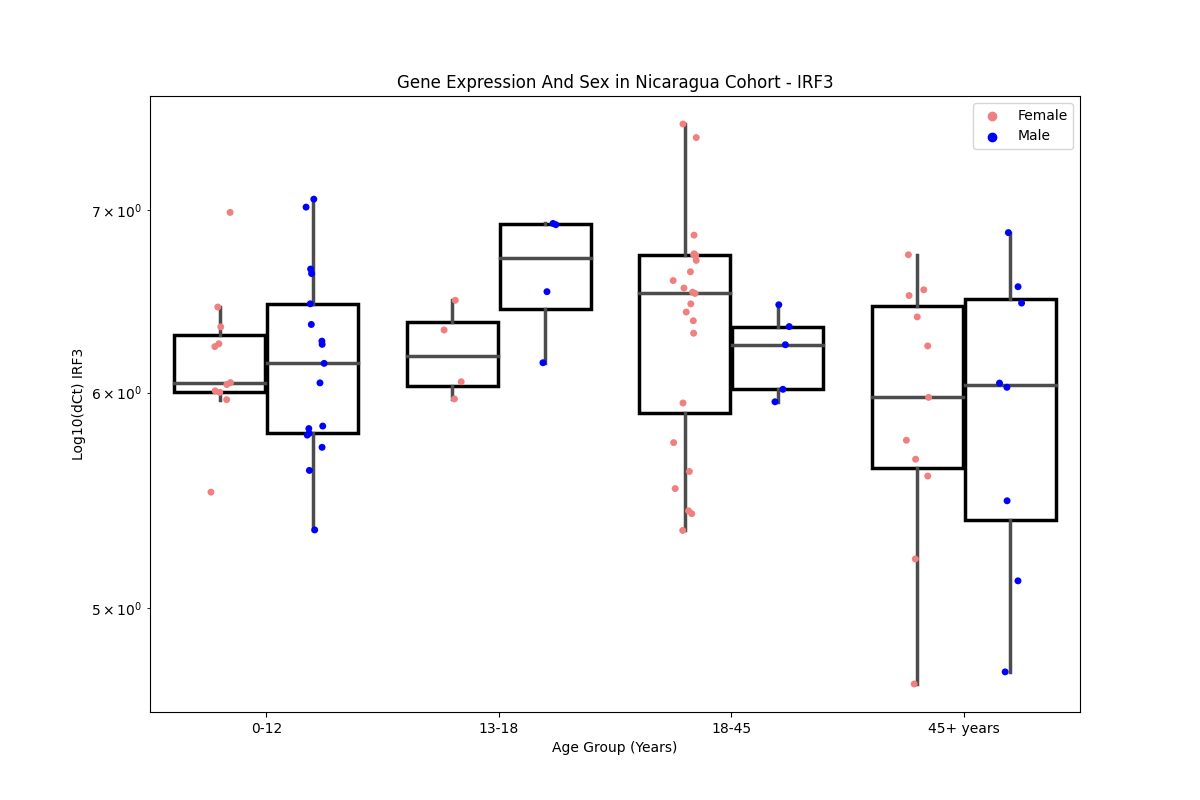 Gene Expression And Sex in Nicaragua Cohort - IRF3
Female
Male
7 × 10⁰
6 × 10⁰
5 × 10⁰
Log10(dCt) IRF3
0-12 13-18 18-45 45+ years
Age Group (Years)